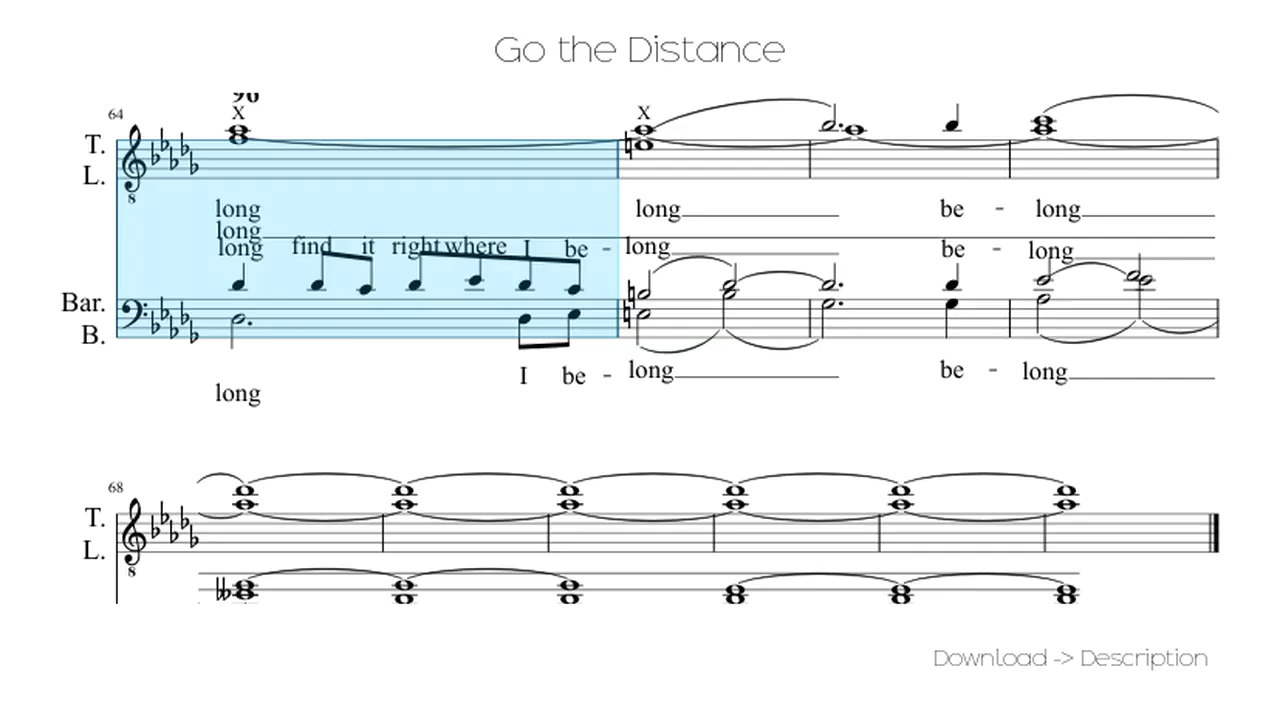 Go the Distance
64
X X
T.
L.
8
long long be - long
long
long find it right where I be - long be - long
Bar.
B.
I be - long be - long
long
68
T.
L.
8
Download -> Description